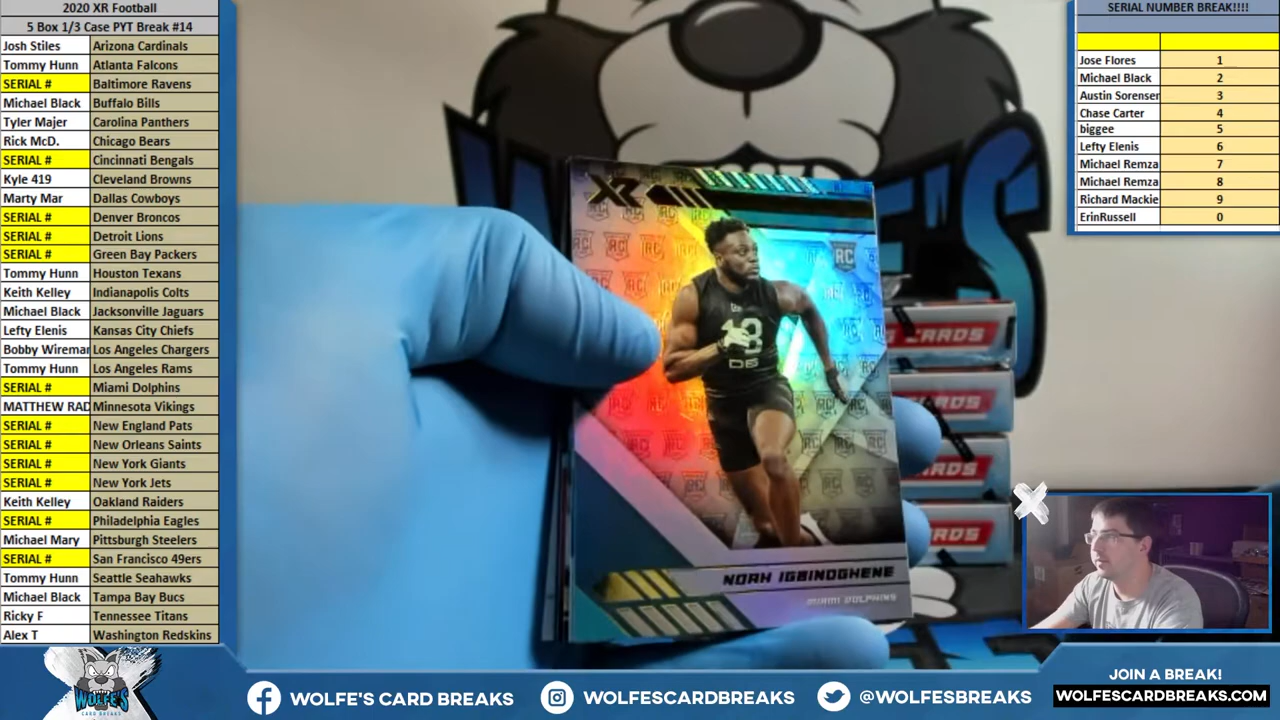 2020 XR Football
5 Box 1/3 Case PYT Break #14
Josh Stiles Arizona Cardinals
Tommy Hunn Atlanta Falcons
SERIAL # Baltimore Ravens
Michael Black Buffalo Bills
Tyler Majer Carolina Panthers
Rick McD. Chicago Bears
SERIAL # Cincinnati Bengals
Kyle 419 Cleveland Browns
Marty Mar Dallas Cowboys
SERIAL # Denver Broncos
SERIAL # Detroit Lions
SERIAL # Green Bay Packers
Tommy Hunn Houston Texans
Keith Kelley Indianapolis Colts
Michael Black Jacksonville Jaguars
Lefty Elenis Kansas City Chiefs
Bobby Wireman Los Angeles Chargers
Tommy Hunn Los Angeles Rams
SERIAL # Miami Dolphins
MATTHEW RAD Minnesota Vikings
SERIAL # New England Pats
SERIAL # New Orleans Saints
SERIAL # New York Giants
SERIAL # New York Jets
Keith Kelley Oakland Raiders
SERIAL # Philadelphia Eagles
Michael Mary Pittsburgh Steelers
SERIAL # San Francisco 49ers
Tommy Hunn Seattle Seahawks
Michael Black Tampa Bay Bucs
Ricky F Tennessee Titans
Alex T Washington Redskins
XR
RC
18
DB
NOAH IGBINOGHENE
MIAMI DOLPHINS
SERIAL NUMBER BREAK!!!!
Jose Flores 1
Michael Black 2
Austin Sorensen 3
Chase Carter 4
biggee 5
Lefty Elenis 6
Michael Remza 7
Michael Remza 8
Richard Mackie 9
ErinRussell 0
WOLFE'S
CARD BREAKS
WOLFE'S CARD BREAKS
WOLFESCARDBREAKS
@WOLFESBREAKS
JOIN A BREAK!
WOLFESCARDBREAKS.COM